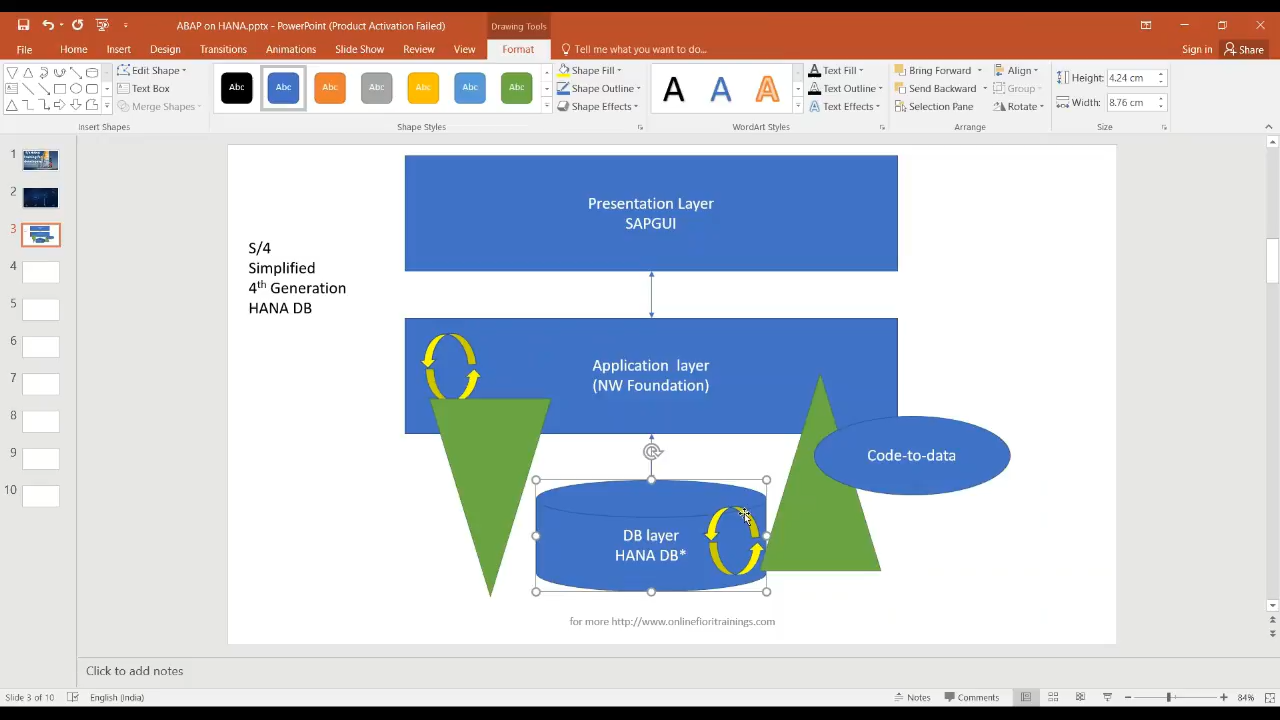 ABAP on HANA.pptx - PowerPoint (Product Activation Failed)
Drawing Tools
File Home Insert Design Transitions Animations Slide Show Review View Format Tell me what you want to do... Sign in Share
Edit Shape
Text Box
Merge Shapes
Insert Shapes
Abc Abc Abc Abc Abc Abc Abc
Shape Fill
Shape Outline
Shape Effects
Shape Styles
A A A
Text Fill
Text Outline
Text Effects
WordArt Styles
Bring Forward
Send Backward
Selection Pane
Align
Group
Rotate
Arrange
Height: 4.24 cm
Width: 8.76 cm
Size
1
2
3
4
5
6
7
8
9
10
Presentation Layer
SAPGUI
S/4
Simplified
4th Generation
HANA DB
Application layer
(NW Foundation)
Code-to-data
DB layer
HANA DB*
for more http://www.onlinefioritrainings.com
Click to add notes
Slide 3 of 10 English (India) Notes Comments 84%